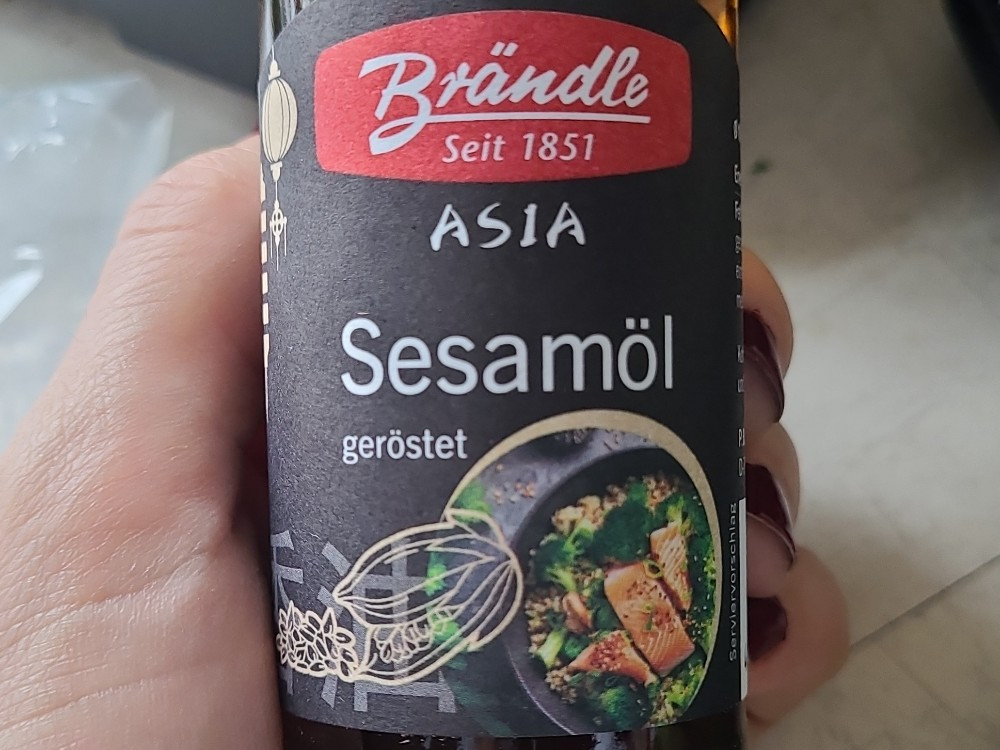 Brändle
Seit 1851
ASIA
Sesamöl
geröstet
Serviervorschlag